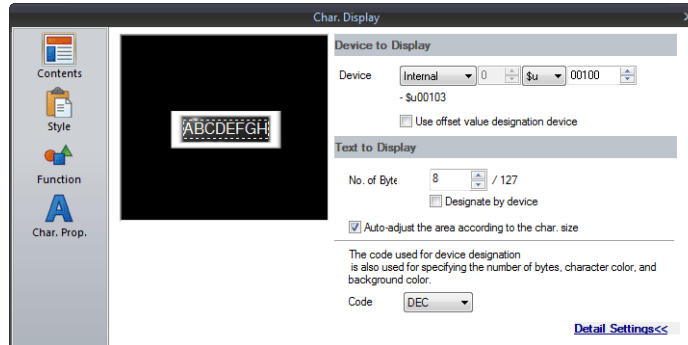 Char. Display
Contents
Style
Function
Char. Prop.
ABCDEFGH
Device to Display
Device Internal 0 $u 00100
- $u00103
Use offset value designation device
Text to Display
No. of Byte 8 / 127
Designate by device
Auto-adjust the area according to the char. size
The code used for device designation
is also used for specifying the number of bytes, character color, and
background color.
Code DEC
Detail Settings<<